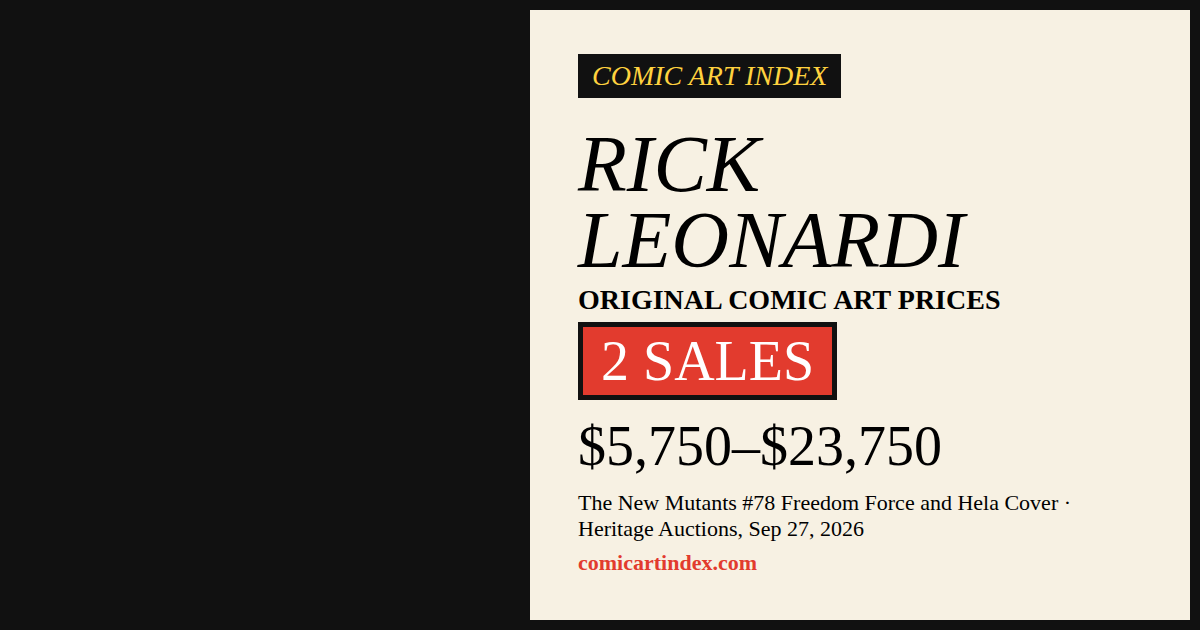 COMIC ART INDEX
RICK
LEONARDI
ORIGINAL COMIC ART PRICES
2 SALES
$5,750–$23,750
The New Mutants #78 Freedom Force and Hela Cover ·
Heritage Auctions, Sep 27, 2026
comicartindex.com